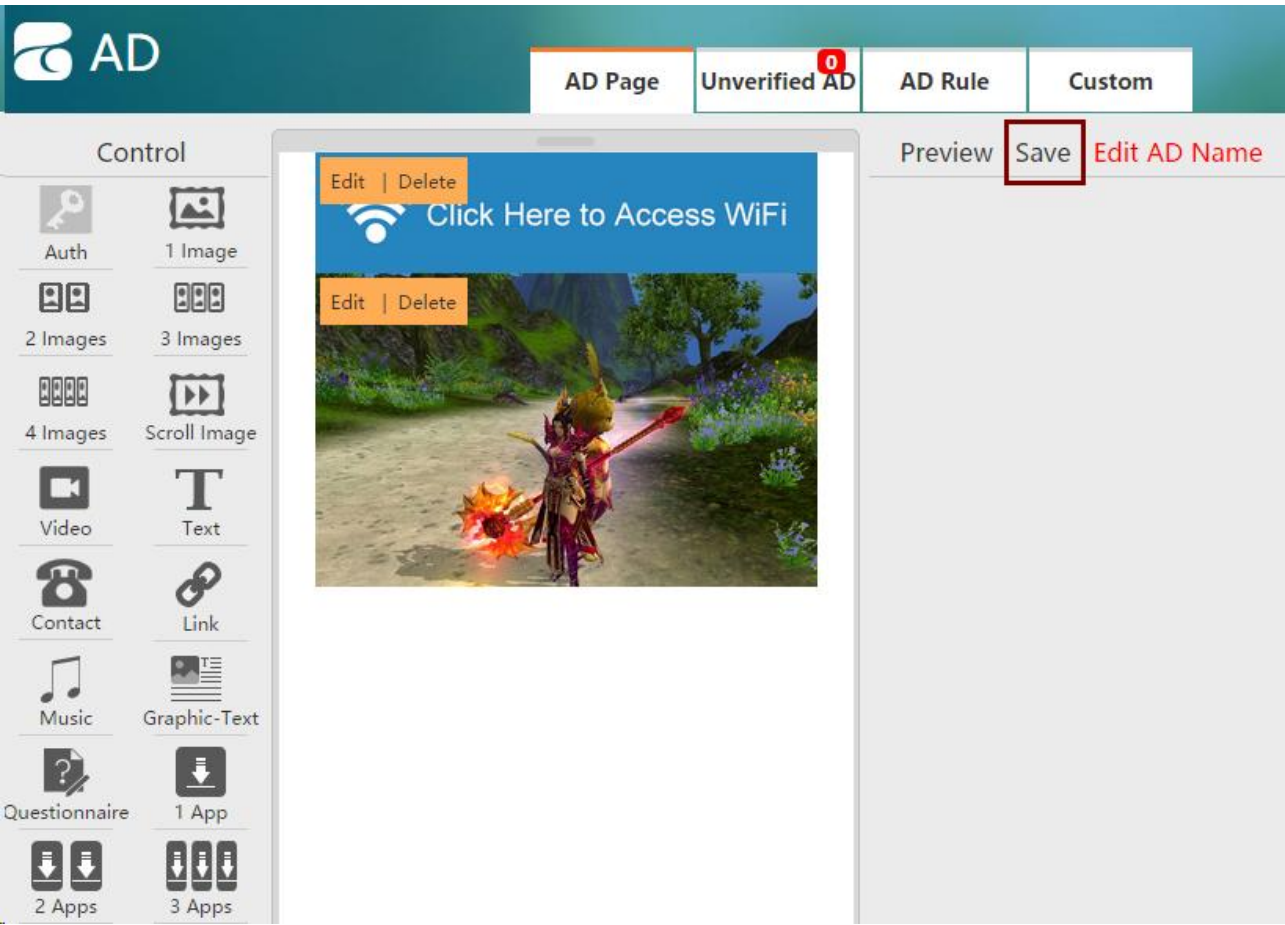 AD
AD Page
Unverified AD
0
AD Rule
Custom
Control
Auth
1 Image
2 Images
3 Images
4 Images
Scroll Image
Video
Text
Contact
Link
Music
Graphic-Text
Questionnaire
1 App
2 Apps
3 Apps
Edit | Delete
Click Here to Access WiFi
Edit | Delete
Preview Save Edit AD Name